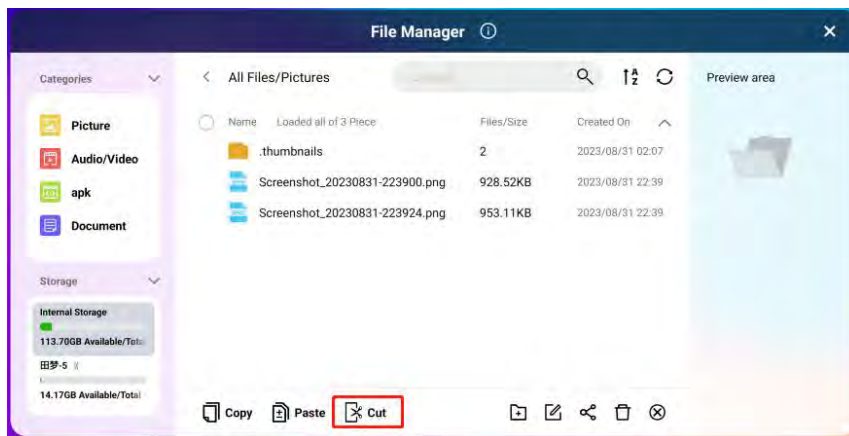 File Manager
Categories
Picture
Audio/Video
apk
Document
Storage
Internal Storage
113.70GB Available/Total
田梦-5
14.17GB Available/Total
All Files/Pictures
Name Loaded all of 3 Piece Files/Size Created On
.thumbnails 2 2023/08/31 02:07
Screenshot_20230831-223900.png 928.52KB 2023/08/31 22:39
Screenshot_20230831-223924.png 953.11KB 2023/08/31 22:39
Copy Paste Cut
Preview area